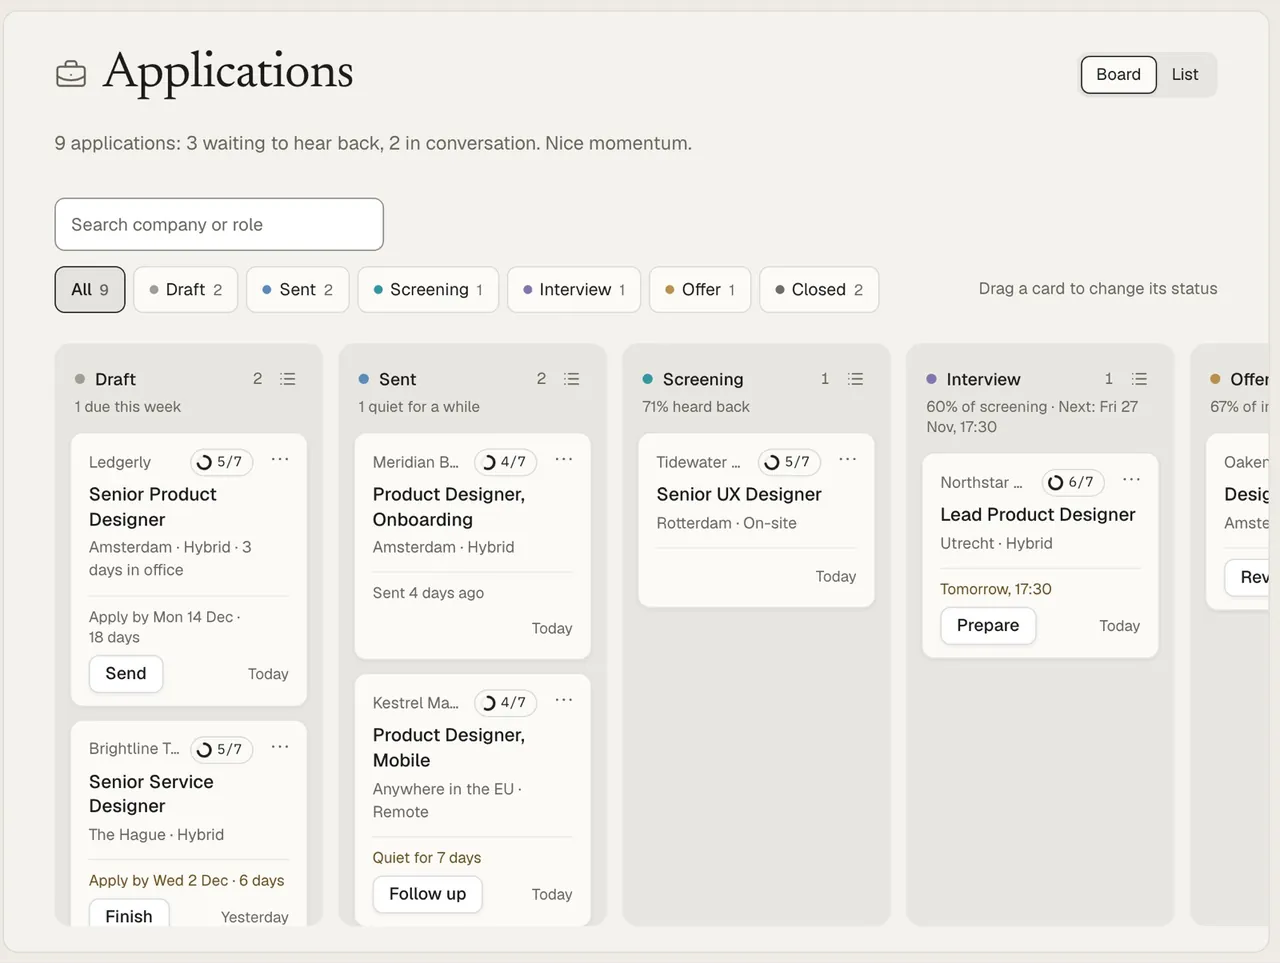 Applications
Board List
9 applications: 3 waiting to hear back, 2 in conversation. Nice momentum.
Search company or role
All 9 Draft 2 Sent 2 Screening 1 Interview 1 Offer 1 Closed 2
Drag a card to change its status
Draft 2
1 due this week
Ledgerly 5/7 ...
Senior Product
Designer
Amsterdam · Hybrid · 3
days in office
Apply by Mon 14 Dec ·
18 days
Send Today
Brightline T... 5/7 ...
Senior Service
Designer
The Hague · Hybrid
Apply by Wed 2 Dec · 6 days
Finish Yesterday
Sent 2
1 quiet for a while
Meridian B... 4/7 ...
Product Designer,
Onboarding
Amsterdam · Hybrid
Sent 4 days ago
Today
Kestrel Ma... 4/7 ...
Product Designer,
Mobile
Anywhere in the EU ·
Remote
Quiet for 7 days
Follow up Today
Screening 1
71% heard back
Tidewater ... 5/7 ...
Senior UX Designer
Rotterdam · On-site
Today
Interview 1
60% of screening · Next: Fri 27
Nov, 17:30
Northstar ... 6/7 ...
Lead Product Designer
Utrecht · Hybrid
Tomorrow, 17:30
Prepare Today
Offer
67% of i
Oaken
Desig
Amste
Rev